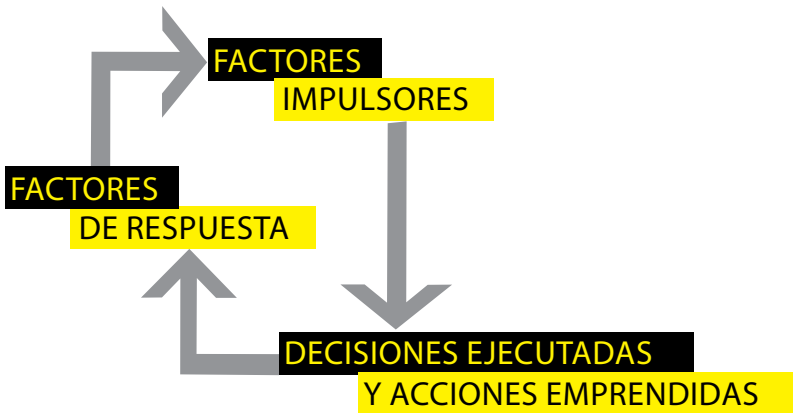 FACTORES
IMPULSORES
FACTORES
DE RESPUESTA
DECISIONES EJECUTADAS
Y ACCIONES EMPRENDIDAS